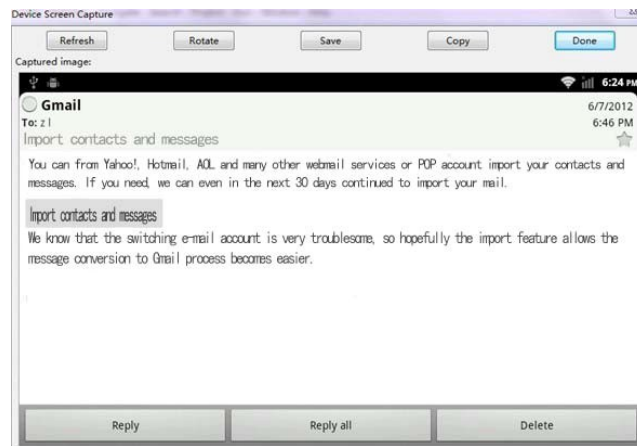 Device Screen Capture
Refresh Rotate Save Copy Done
Captured image:
6:24 PM
Gmail 6/7/2012
To: z l 6:46 PM
Import contacts and messages
You can from Yahoo!, Hotmail, AOL and many other webmail services or POP account import your contacts and
messages. If you need, we can even in the next 30 days continued to import your mail.
Import contacts and messages
We know that the switching e-mail account is very troublesome, so hopefully the import feature allows the
message conversion to Gmail process becomes easier.
Reply Reply all Delete